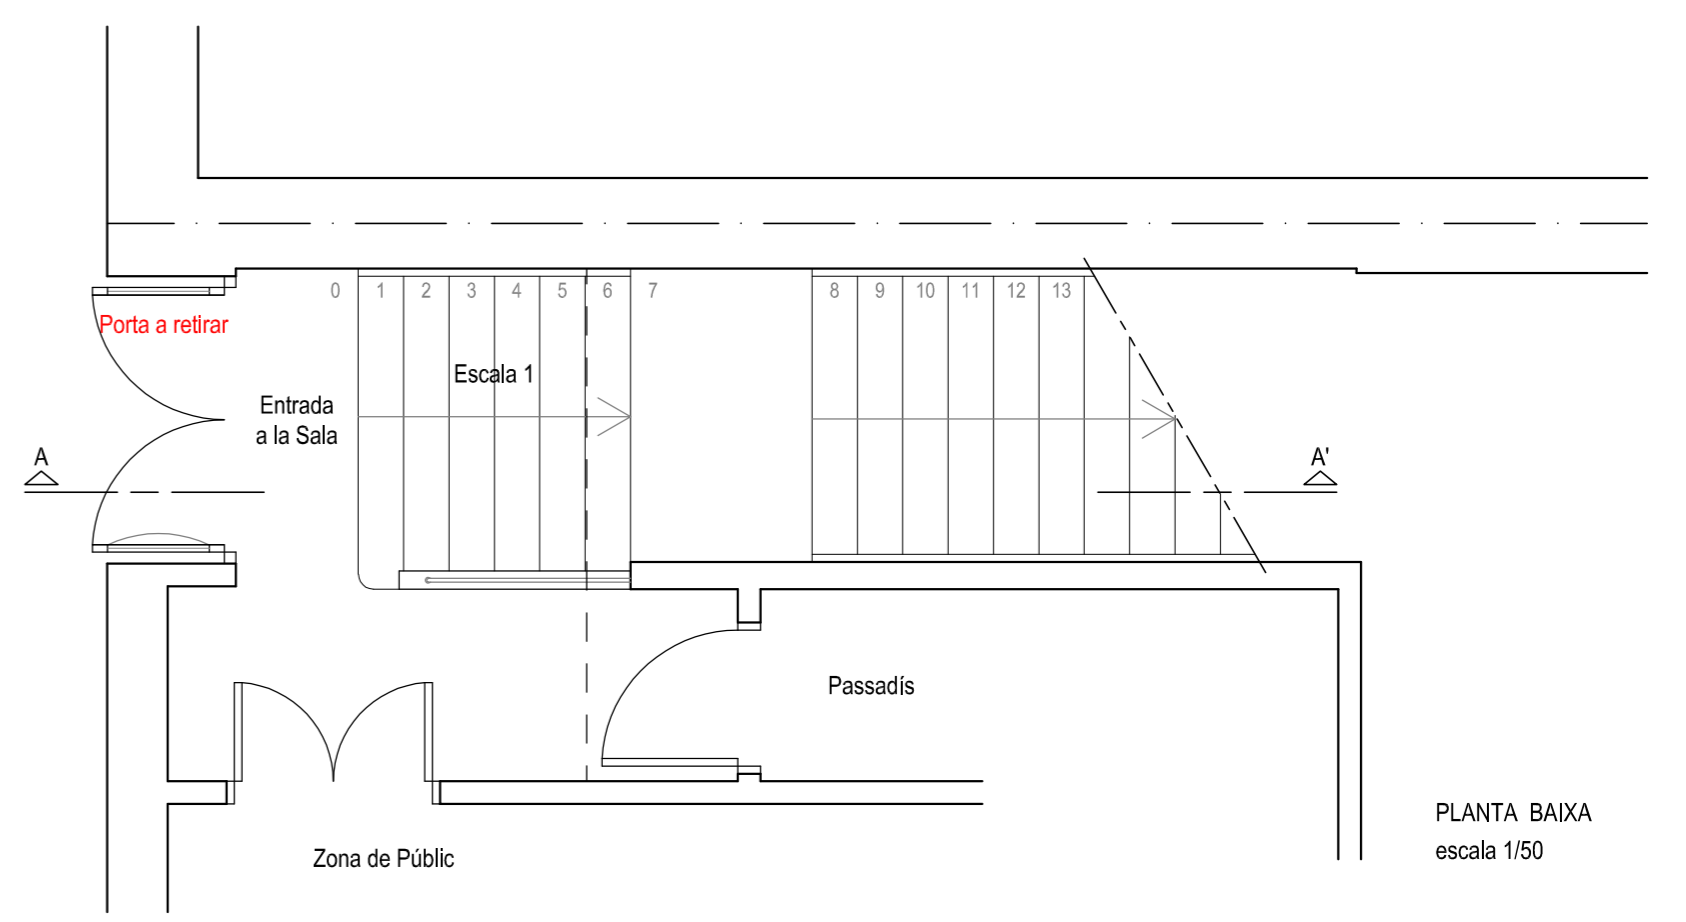 0 1 2 3 4 5 6 7 8 9 10 11 12 13
Porta a retirar
Escala 1
Entrada
a la Sala
A A'
Passadís
PLANTA BAIXA
escala 1/50
Zona de Públic